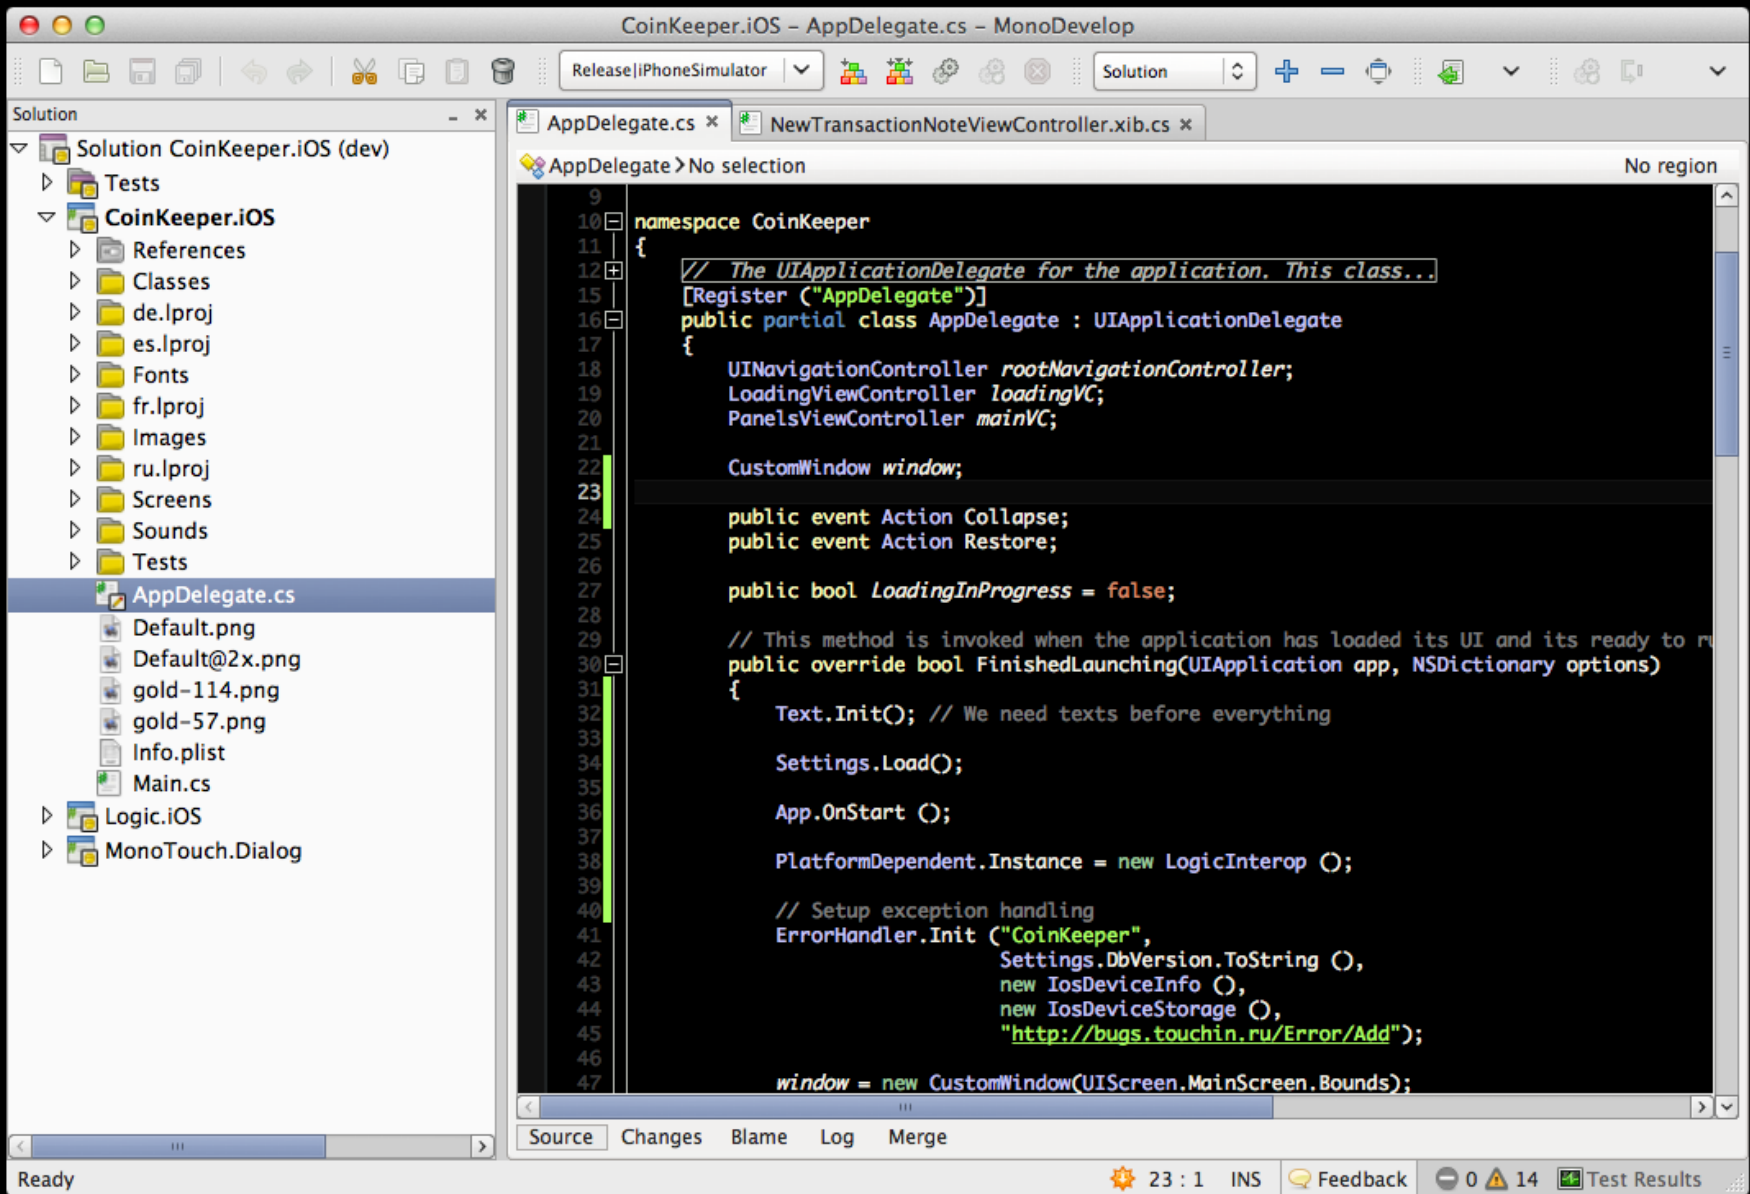 CoinKeeper.iOS – AppDelegate.cs – MonoDevelop
Release|iPhoneSimulator
Solution
Solution
Solution CoinKeeper.iOS (dev)
Tests
CoinKeeper.iOS
References
Classes
de.lproj
es.lproj
Fonts
fr.lproj
Images
ru.lproj
Screens
Sounds
Tests
AppDelegate.cs
Default.png
Default@2x.png
gold-114.png
gold-57.png
Info.plist
Main.cs
Logic.iOS
MonoTouch.Dialog
AppDelegate.cs
NewTransactionNoteViewController.xib.cs
AppDelegate No selection
No region
9
10 namespace CoinKeeper
11 {
12 // The UIApplicationDelegate for the application. This class...
15 [Register ("AppDelegate")]
16 public partial class AppDelegate : UIApplicationDelegate
17 {
18 UINavigationController rootNavigationController;
19 LoadingViewController loadingVC;
20 PanelsViewController mainVC;
21
22 CustomWindow window;
23
24 public event Action Collapse;
25 public event Action Restore;
26
27 public bool LoadingInProgress = false;
28
29 // This method is invoked when the application has loaded its UI and its ready to ru
30 public override bool FinishedLaunching(UIApplication app, NSDictionary options)
31 {
32 Text.Init(); // We need texts before everything
33
34 Settings.Load();
35
36 App.OnStart ();
37
38 PlatformDependent.Instance = new LogicInterop ();
39
40 // Setup exception handling
41 ErrorHandler.Init ("CoinKeeper",
42 Settings.DbVersion.ToString (),
43 new IosDeviceInfo (),
44 new IosDeviceStorage (),
45 "http://bugs.touchin.ru/Error/Add");
46
47 window = new CustomWindow(UIScreen.MainScreen.Bounds);
Source Changes Blame Log Merge
Ready
23 : 1 INS Feedback 0 14 Test Results